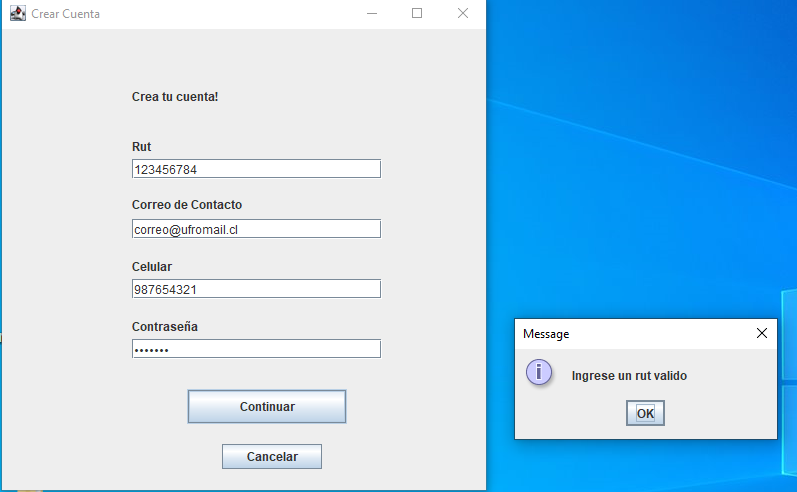 Crear Cuenta
Crea tu cuenta!
Rut
123456784
Correo de Contacto
correo@ufromail.cl
Celular
987654321
Contraseña
•••••••
Continuar
Cancelar
Message
Ingrese un rut valido
OK